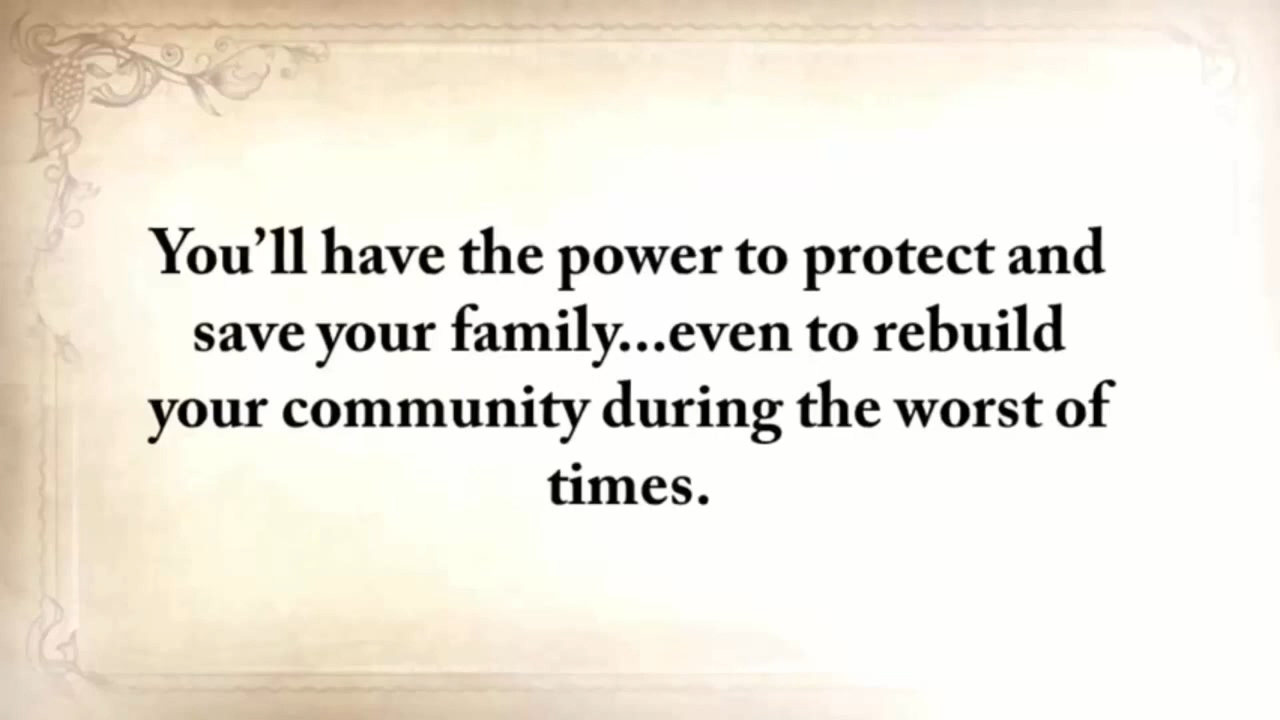 You’ll have the power to protect and
save your family...even to rebuild
your community during the worst of
times.